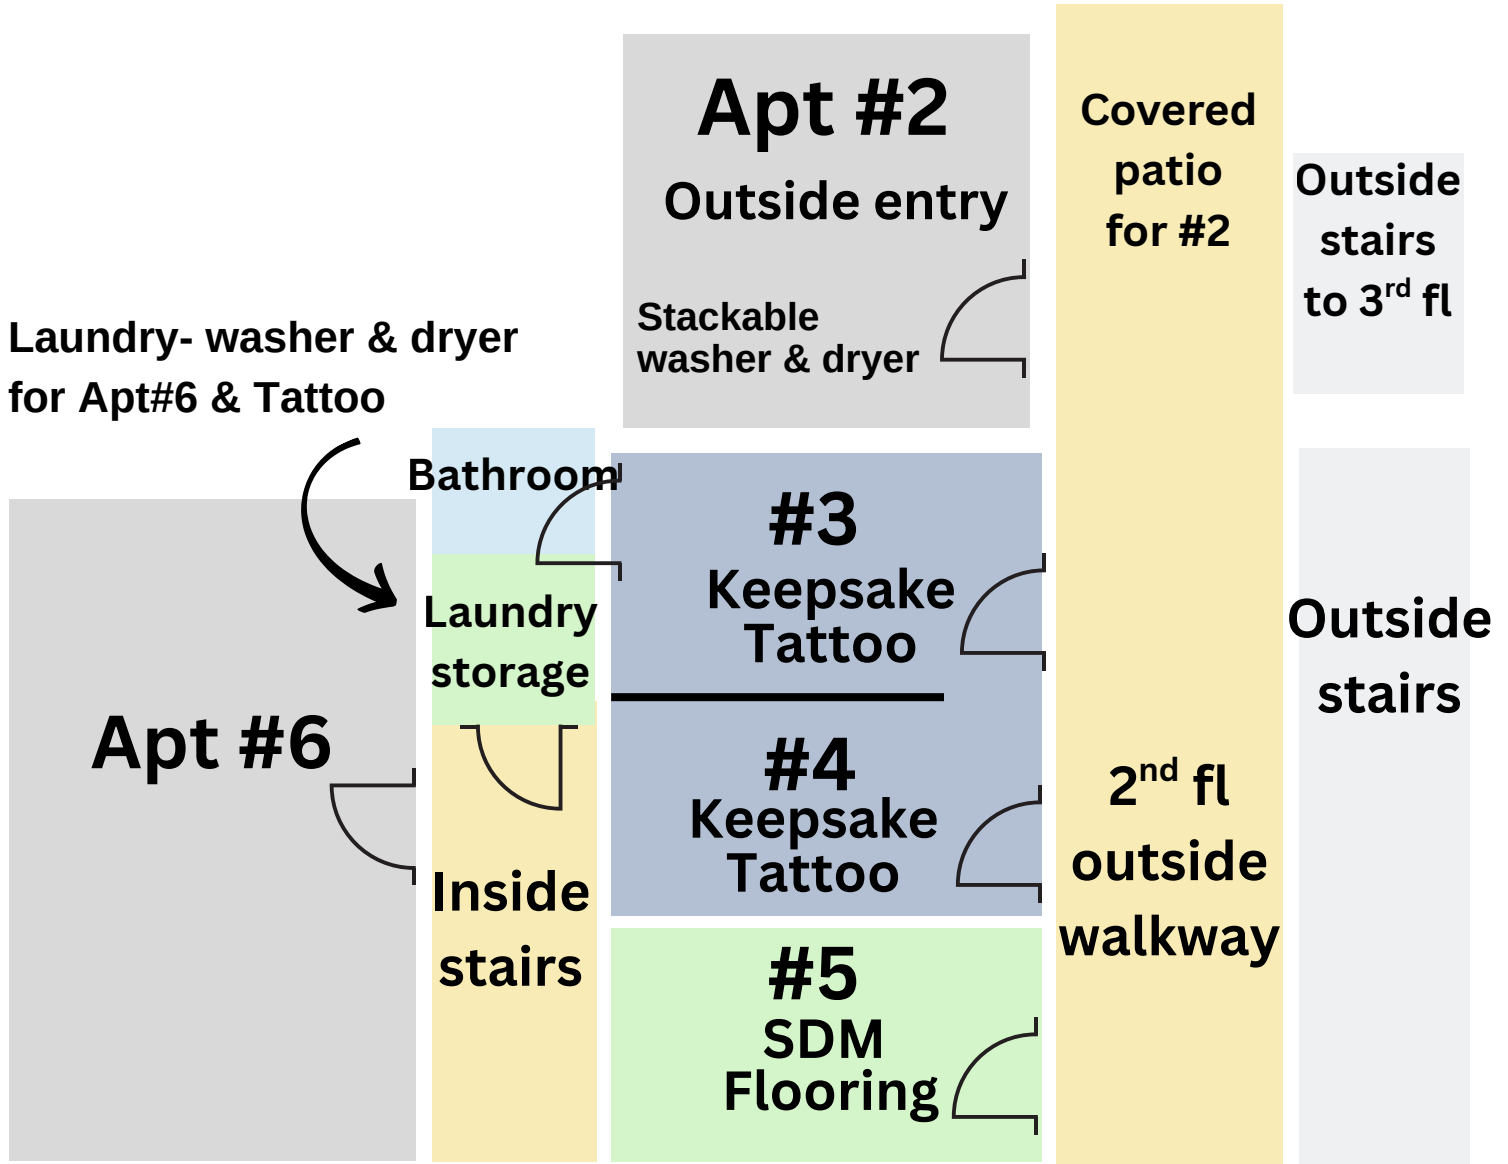 Apt #2
Outside entry
Stackable
washer & dryer
Covered
patio
for #2
Outside
stairs
to 3rd fl
Laundry- washer & dryer
for Apt#6 & Tattoo
Bathroom
Laundry
storage
#3
Keepsake
Tattoo
Outside
stairs
Apt #6
Inside
stairs
#4
Keepsake
Tattoo
2nd fl
outside
walkway
#5
SDM
Flooring